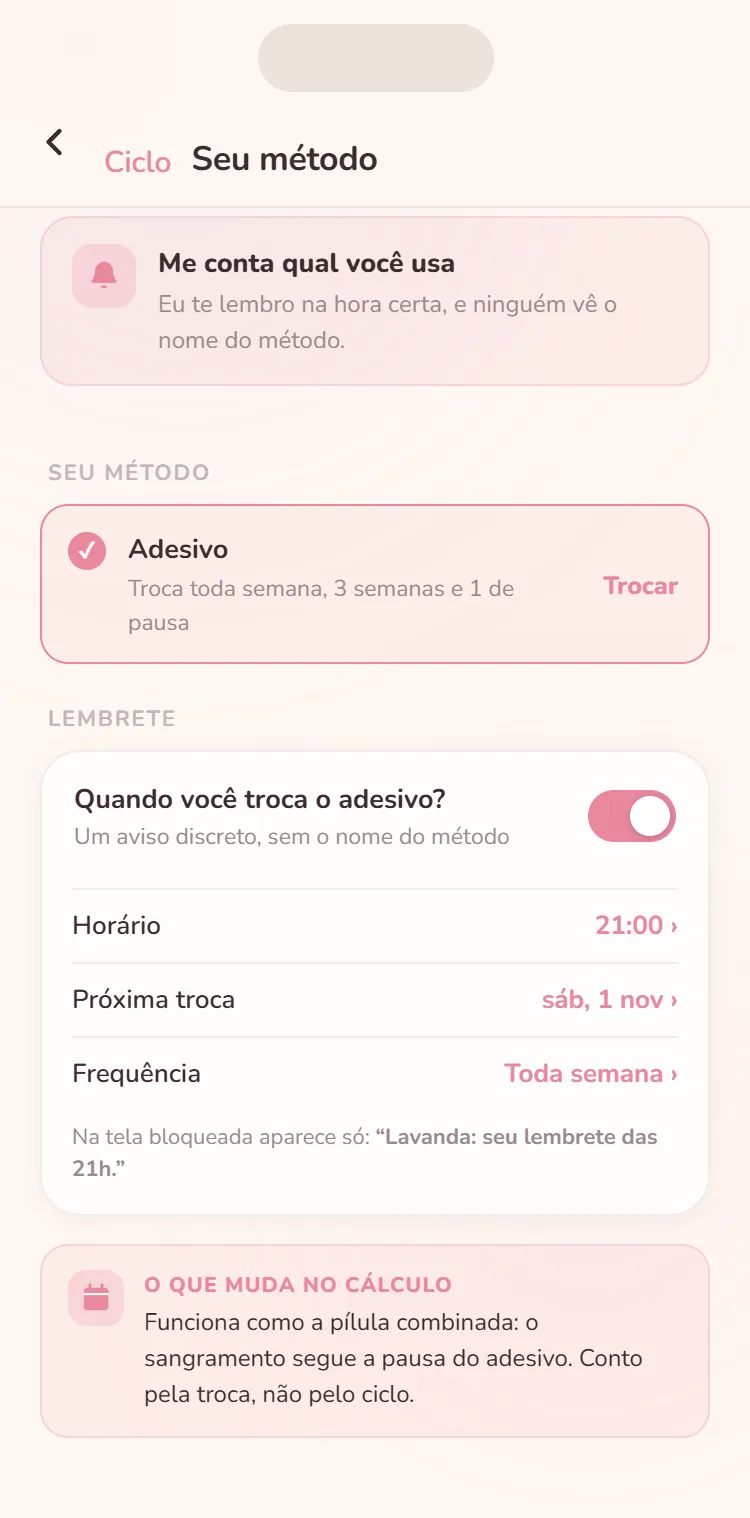 Ciclo Seu método
Me conta qual você usa
Eu te lembro na hora certa, e ninguém vê o
nome do método.
SEU MÉTODO
Adesivo
Troca toda semana, 3 semanas e 1 de
pausa
Trocar
LEMBRETE
Quando você troca o adesivo?
Um aviso discreto, sem o nome do método
Horário 21:00 ›
Próxima troca sáb, 1 nov ›
Frequência Toda semana ›
Na tela bloqueada aparece só: “Lavanda: seu lembrete das
21h.”
O QUE MUDA NO CÁLCULO
Funciona como a pílula combinada: o
sangramento segue a pausa do adesivo. Conto
pela troca, não pelo ciclo.